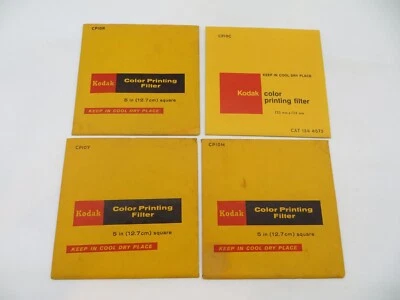 CP10R
Kodak
Color Printing
Filter
5 in (12.7cm) square
KEEP IN COOL DRY PLACE
KEEP IN COOL DRY PLACE
Kodak
color
printing filter
CAT 144
CP10Y
Kodak
Color Printing
Filter
5 in (12.7cm) square
KEEP IN COOL DRY PLACE
CP10M
Kodak
Color Printing
Filter
5 in (12.7cm) square
KEEP IN COOL DRY PLACE